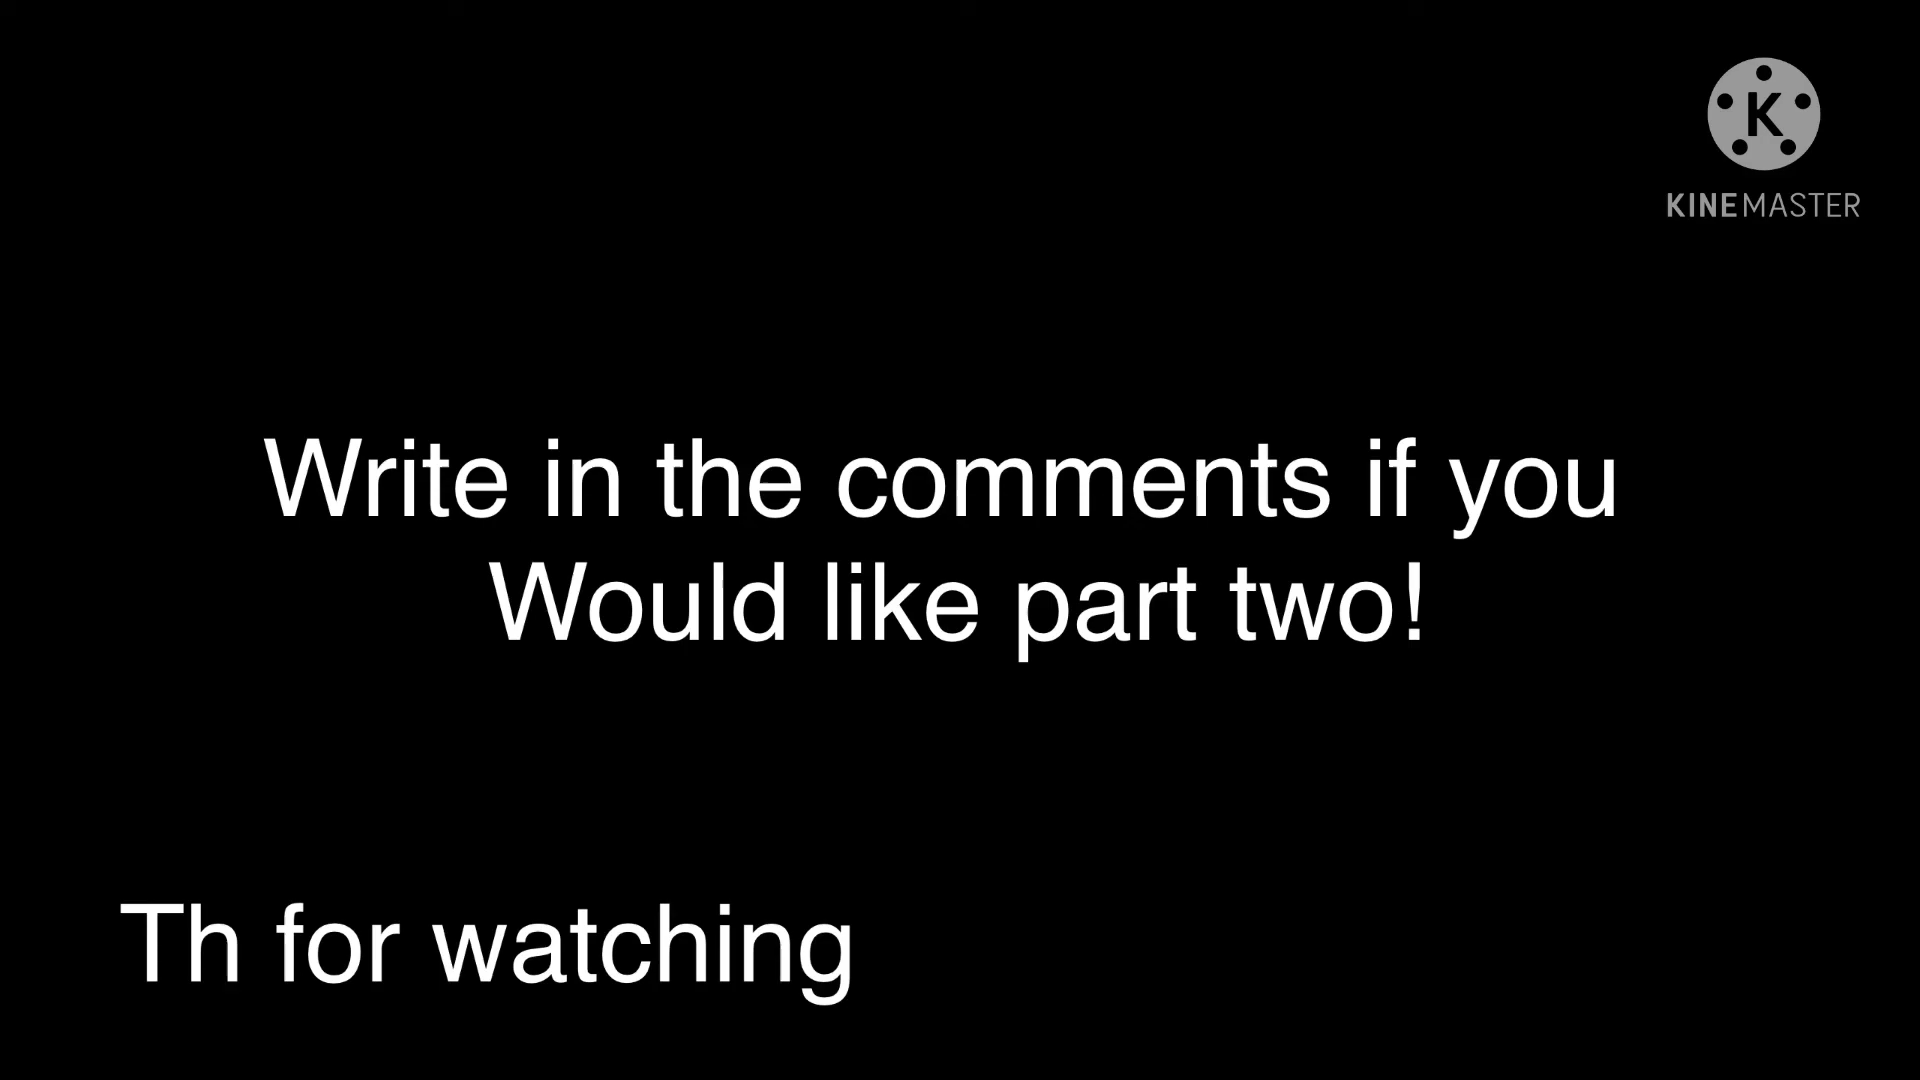 K
KINEMASTER
Write in the comments if you
Would like part two!
Th for watching